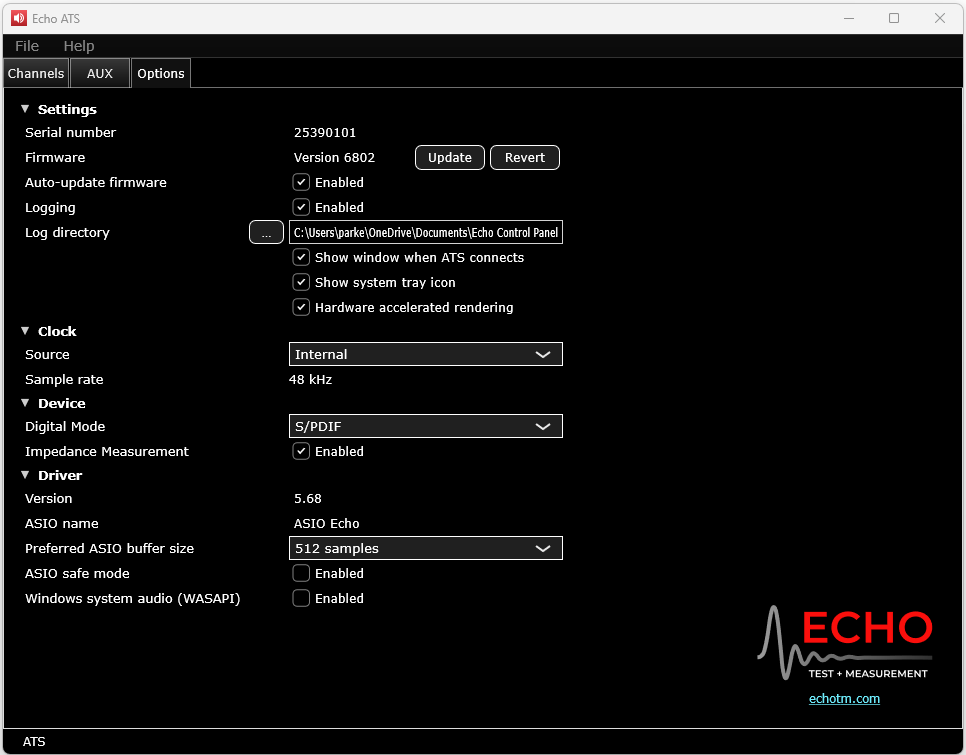 Echo ATS
File Help
Channels AUX Options
Settings
Serial number 25390101
Firmware Version 6802 Update Revert
Auto-update firmware Enabled
Logging Enabled
Log directory ... C:\Users\parke\OneDrive\Documents\Echo Control Panel
Show window when ATS connects
Show system tray icon
Hardware accelerated rendering
Clock
Source Internal
Sample rate 48 kHz
Device
Digital Mode S/PDIF
Impedance Measurement Enabled
Driver
Version 5.68
ASIO name ASIO Echo
Preferred ASIO buffer size 512 samples
ASIO safe mode Enabled
Windows system audio (WASAPI) Enabled
ECHO
TEST + MEASUREMENT
echotm.com
ATS